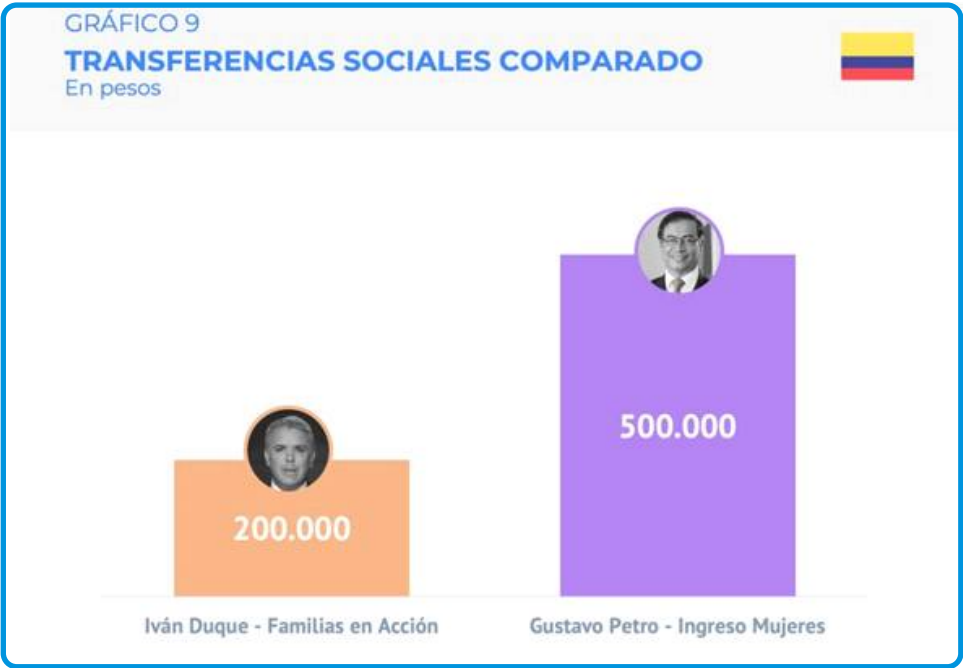 GRÁFICO 9
TRANSFERENCIAS SOCIALES COMPARADO
En pesos
500.000
200.000
Iván Duque - Familias en Acción
Gustavo Petro - Ingreso Mujeres